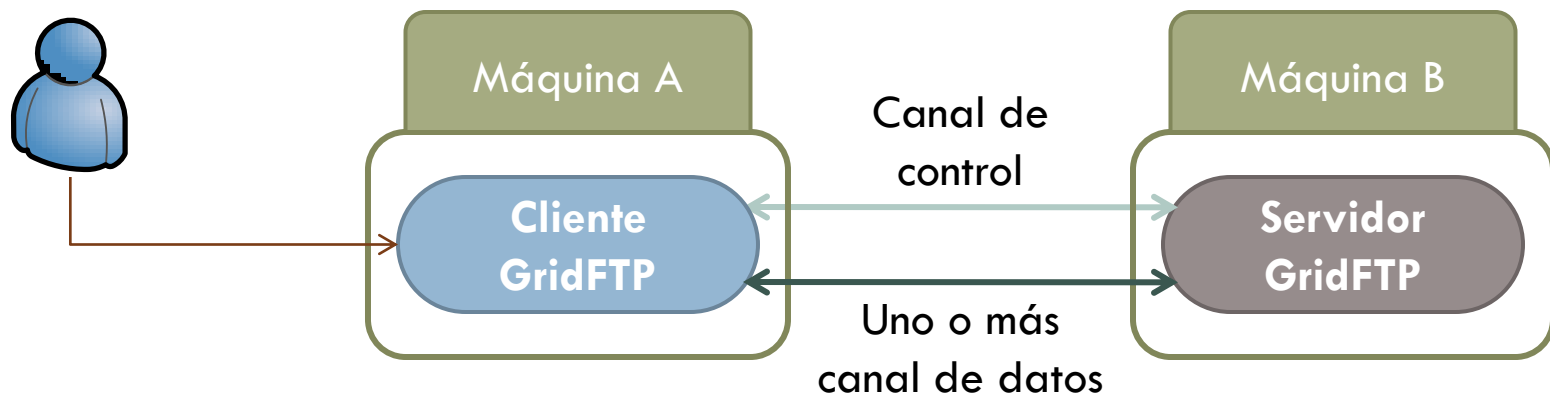 Máquina A
Máquina B
Canal de
control
Cliente
GridFTP
Servidor
GridFTP
Uno o más
canal de datos